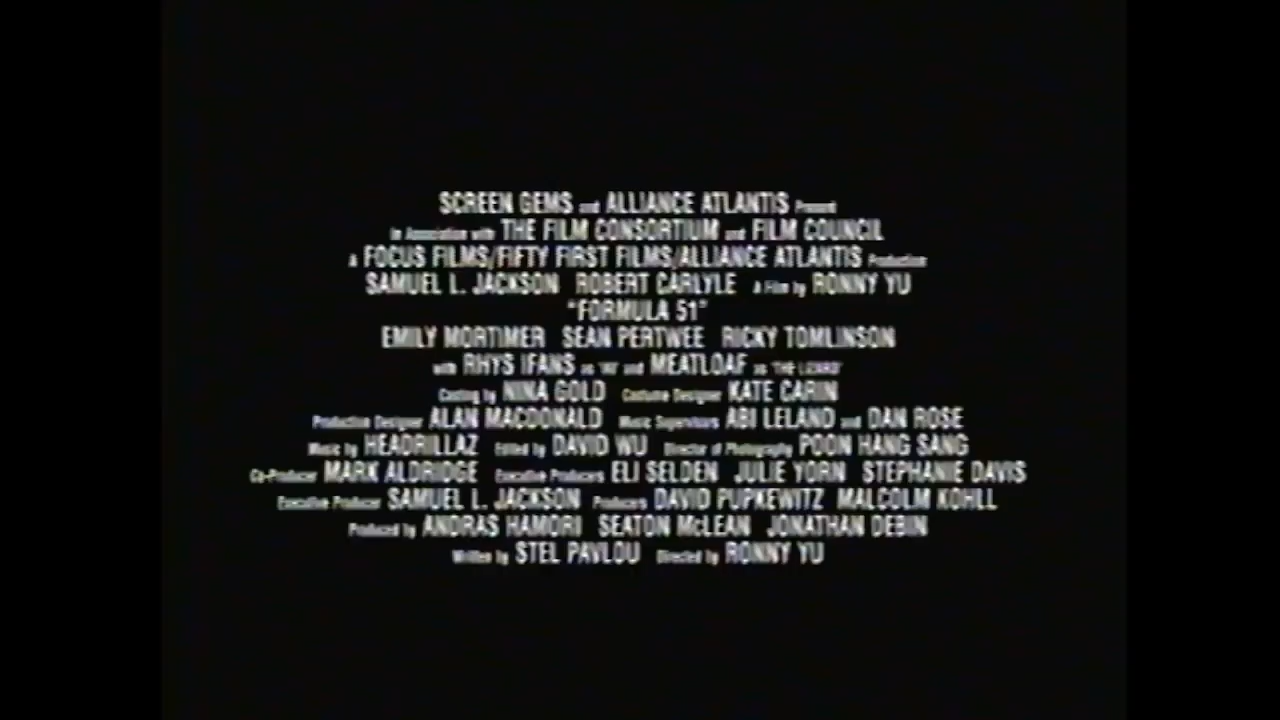 SCREEN GEMS and ALLIANCE ATLANTIS Present
In Association with THE FILM CONSORTIUM and FILM COUNCIL
A FOCUS FILMS/FIFTY FIRST FILMS/ALLIANCE ATLANTIS Production
SAMUEL L. JACKSON ROBERT CARLYLE A Film by RONNY YU
"FORMULA 51"
EMILY MORTIMER SEAN PERTWEE RICKY TOMLINSON
with RHYS IFANS as and MEATLOAF as 'THE LIZARD'
Casting by NINA GOLD Costume Designer KATE CARIN
Production Designer ALAN MACDONALD Music Supervisors ABI LELAND and DAN ROSE
Music by HEADRILLAZ Edited by DAVID WU Director of Photography POON HANG SANG
Co-Producer MARK ALDRIDGE Executive Producers ELI SELDEN JULIE YORN STEPHANIE DAVIS
Executive Producer SAMUEL L. JACKSON Producers DAVID PUPKEWITZ MALCOLM KOHLL
Produced by ANDRAS HAMORI SEATON McLEAN JONATHAN DEBIN
Written by STEL PAVLOU Directed by RONNY YU